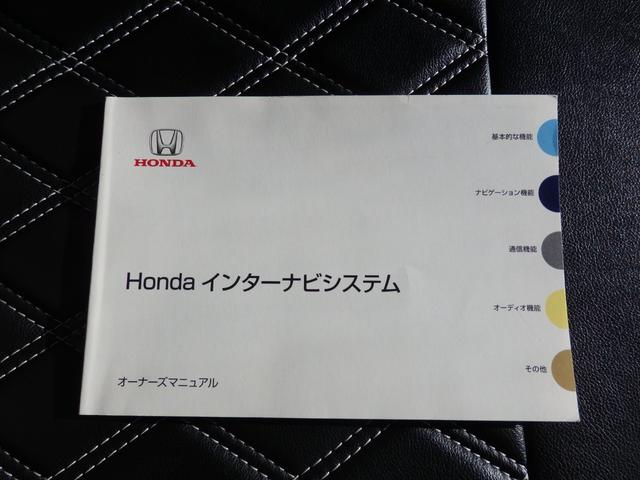 HONDA
基本的な機能
ナビゲーション機能
通信機能
Honda インターナビシステム
オーディオ機能
その他
オーナーズマニュアル